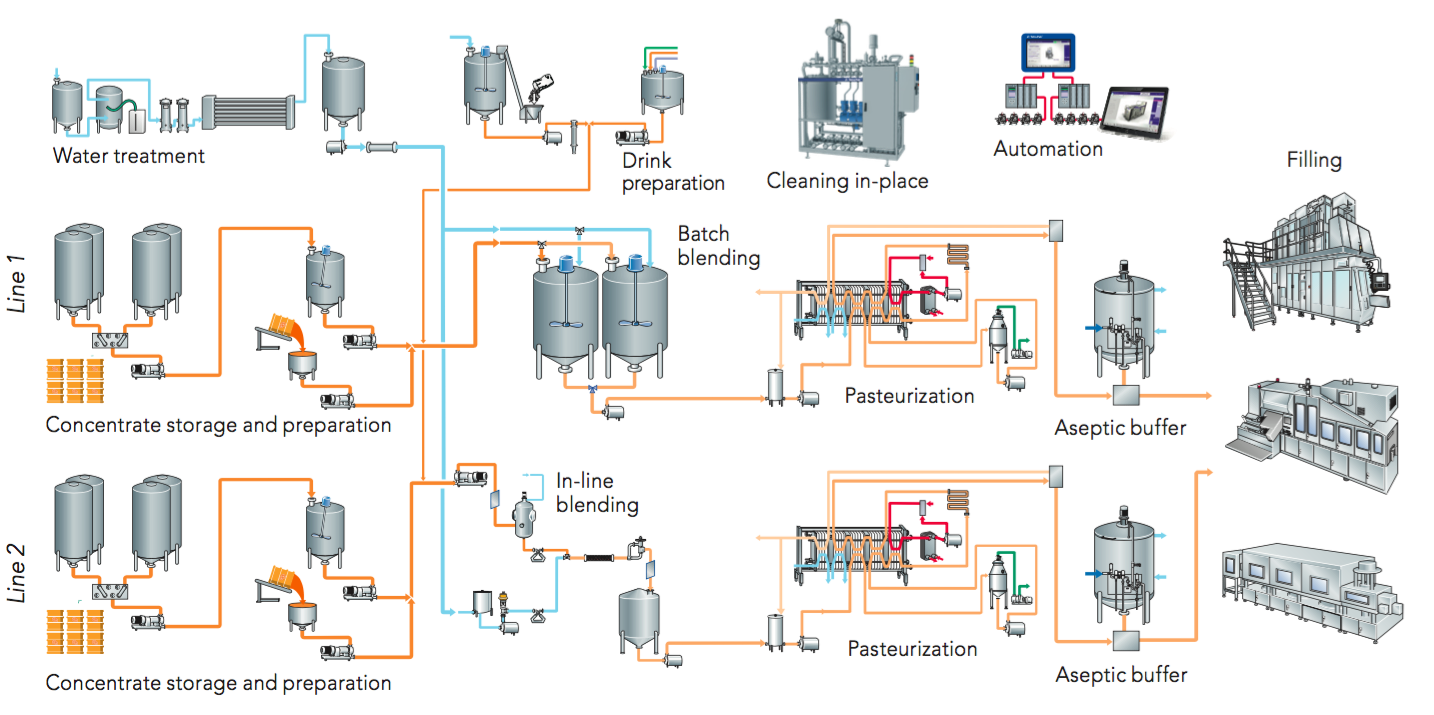 Water treatment
Drink
preparation
Cleaning in-place
Automation
Filling
Line 1
Batch
blending
Concentrate storage and preparation
Pasteurization
Aseptic buffer
Line 2
In-line
blending
Concentrate storage and preparation
Pasteurization
Aseptic buffer